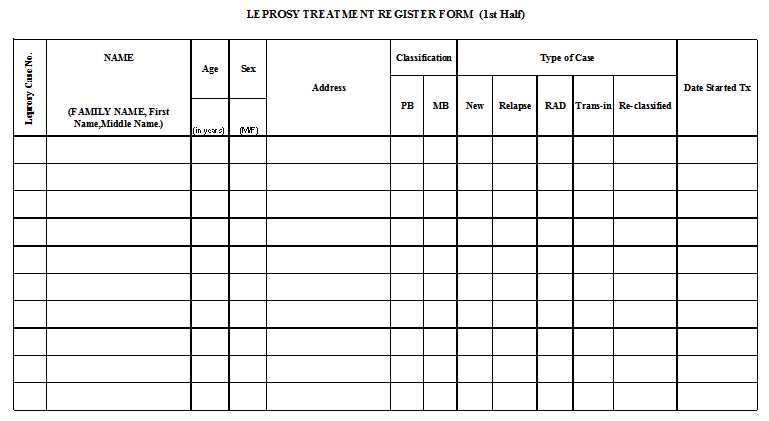 LEPROSY TREATMENT REGISTER FORM (1st Half)
Leprosy Case No.
NAME
(FAMILY NAME, First
Name,Middle Name.)
Age
(in years)
Sex
(M/F)
Address
Classification
PB
MB
Type of Case
New
Relapse
RAD
Trans-in
Re-classified
Date Started Tx